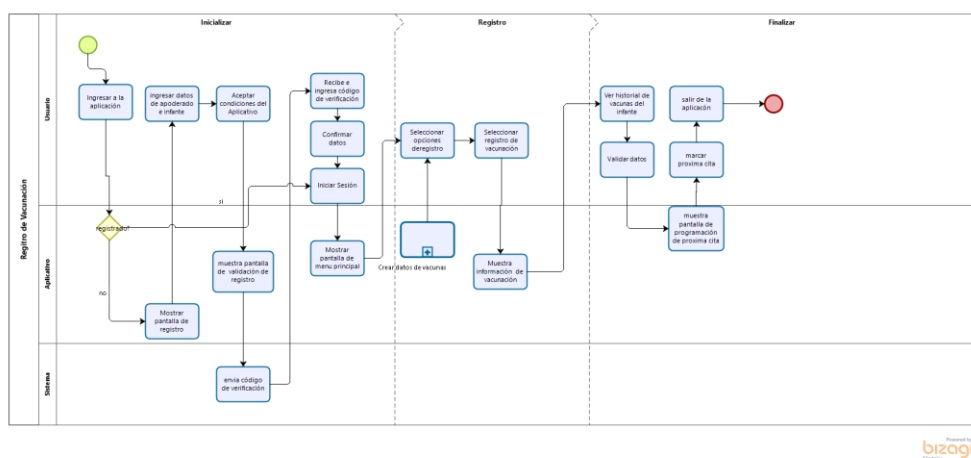 Inicializar
Registro
Finalizar
Regitro de Vacunación
Usuario
Aplicativo
Sistema
Ingresar a la
aplicación
ingresar datos
de apoderado
e infante
Aceptar
condiciones del
Aplicativo
Recibe e
ingresa código
de verificación
Confirmar
datos
Iniciar Sesión
si
registrado?
no
Mostrar
pantalla de
registro
muestra pantalla
de validación de
registro
envía código
de verificación
Mostrar
pantalla de
menu principal
Seleccionar
opciones
deregistro
Seleccionar
registro de
vacunación
Crear datos de vacunas
Muestra
información de
vacunación
Ver historial de
vacunas del
infante
Validar datos
muestra
pantalla de
programación
de proxima cita
marcar
proxima cita
salir de la
aplicación
Powered by
bizagi